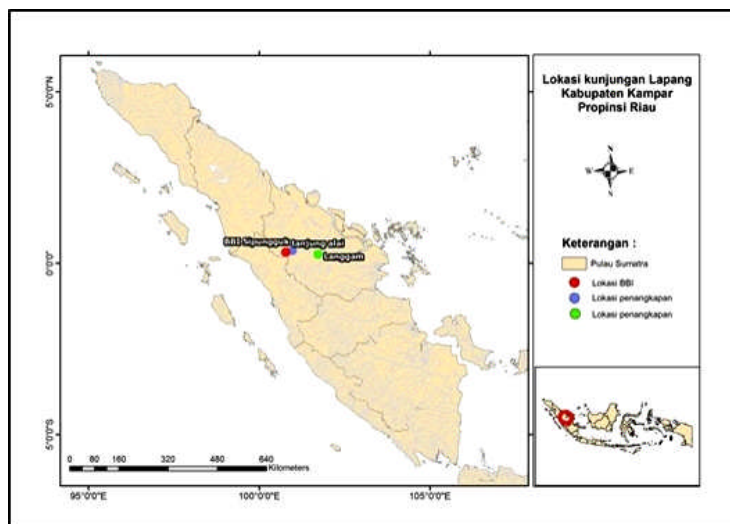 Lokasi kunjungan Lapang
Kabupaten Kampar
Propinsi Riau
N
W E
S
Keterangan :
Pulau Sumatra
Lokasi BBI
Lokasi penangkapan
Lokasi penangkapan
5°0'0"N
0°0'0"
5°0'0"S
BBI Sipungguk tanjung alai
Langgam
0 80 160 320 480 640
Kilometers
95°0'0"E 100°0'0"E 105°0'0"E